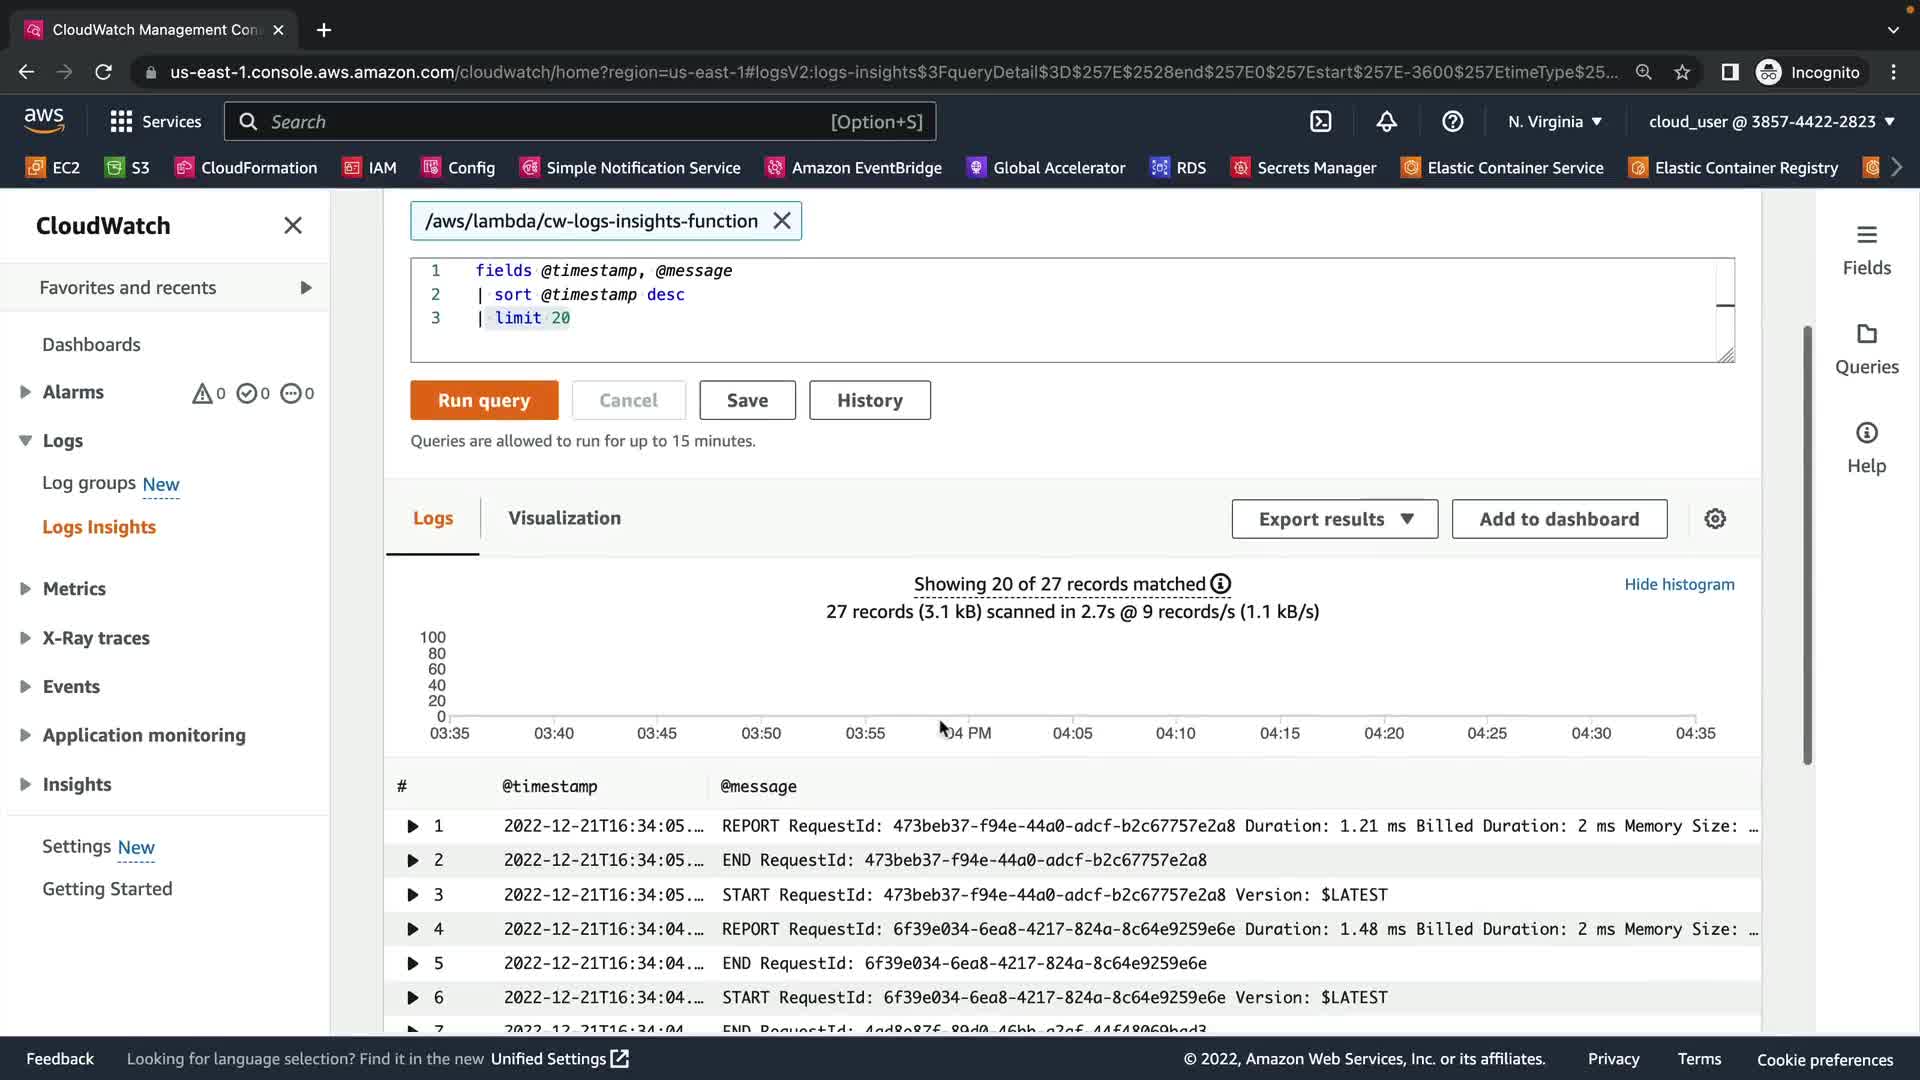 CloudWatch Management Con
us-east-1.console.aws.amazon.com/cloudwatch/home?region=us-east-1#logsV2:logs-insights$3FqueryDetail$3D$257E$2528end$257E0$257Estart$257E-3600$257EtimeType$25...
Incognito
aws
Services
Search
[Option+S]
N. Virginia
cloud_user @ 3857-4422-2823
EC2
S3
CloudFormation
IAM
Config
Simple Notification Service
Amazon EventBridge
Global Accelerator
RDS
Secrets Manager
Elastic Container Service
Elastic Container Registry
CloudWatch
Favorites and recents
Dashboards
Alarms
0
0
0
Logs
Log groups New
Logs Insights
Metrics
X-Ray traces
Events
Application monitoring
Insights
Settings New
Getting Started
/aws/lambda/cw-logs-insights-function
1 fields @timestamp, @message
2 | sort @timestamp desc
3 | limit 20
Run query
Cancel
Save
History
Queries are allowed to run for up to 15 minutes.
Logs
Visualization
Export results
Add to dashboard
Showing 20 of 27 records matched
Hide histogram
27 records (3.1 kB) scanned in 2.7s @ 9 records/s (1.1 kB/s)
100
80
60
40
20
0
03:35 03:40 03:45 03:50 03:55 04 PM 04:05 04:10 04:15 04:20 04:25 04:30 04:35
# @timestamp @message
1 2022-12-21T16:34:05.… REPORT RequestId: 473beb37-f94e-44a0-adcf-b2c67757e2a8 Duration: 1.21 ms Billed Duration: 2 ms Memory Size: …
2 2022-12-21T16:34:05.… END RequestId: 473beb37-f94e-44a0-adcf-b2c67757e2a8
3 2022-12-21T16:34:05.… START RequestId: 473beb37-f94e-44a0-adcf-b2c67757e2a8 Version: $LATEST
4 2022-12-21T16:34:04.… REPORT RequestId: 6f39e034-6ea8-4217-824a-8c64e9259e6e Duration: 1.48 ms Billed Duration: 2 ms Memory Size: …
5 2022-12-21T16:34:04.… END RequestId: 6f39e034-6ea8-4217-824a-8c64e9259e6e
6 2022-12-21T16:34:04.… START RequestId: 6f39e034-6ea8-4217-824a-8c64e9259e6e Version: $LATEST
7 2022-12-21T16:34:04 END RequestId:
Fields
Queries
Help
Feedback
Looking for language selection? Find it in the new Unified Settings
© 2022, Amazon Web Services, Inc. or its affiliates.
Privacy
Terms
Cookie preferences